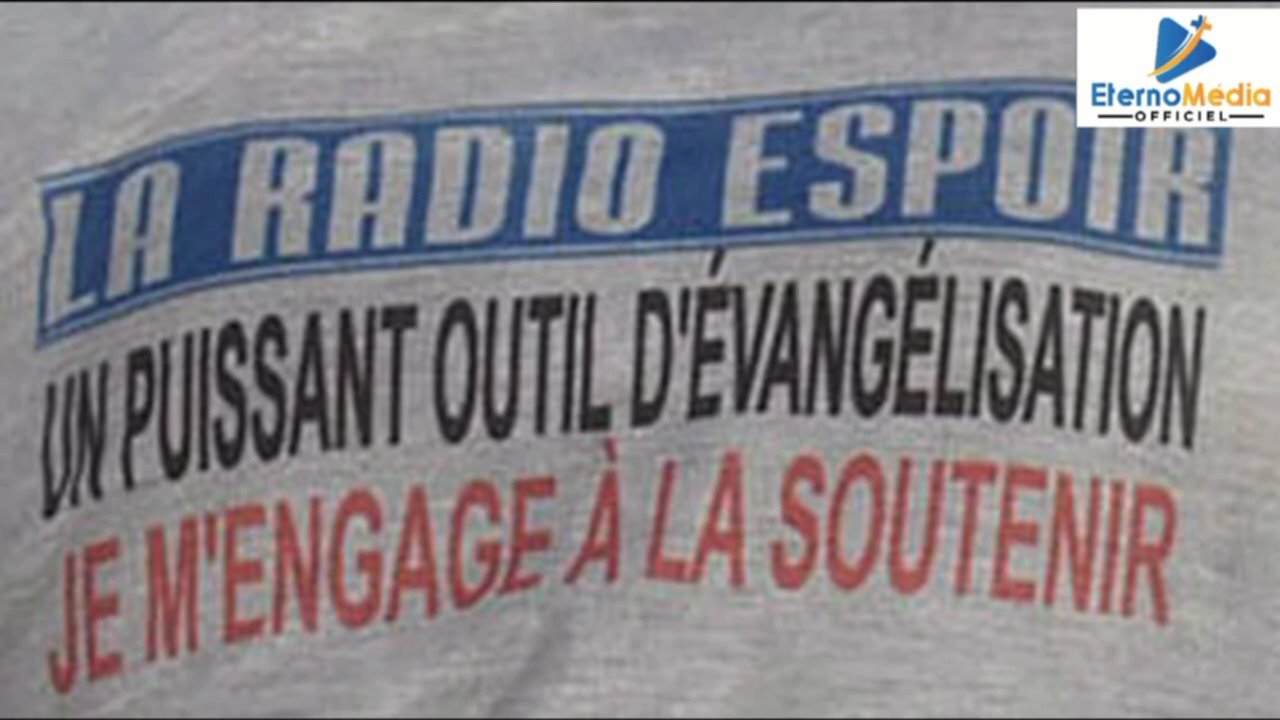 EternoMédia
OFFICIEL
LA RADIO ESPOIR
UN PUISSANT OUTIL D'ÉVANGÉLISATION
JE M'ENGAGE À LA SOUTENIR